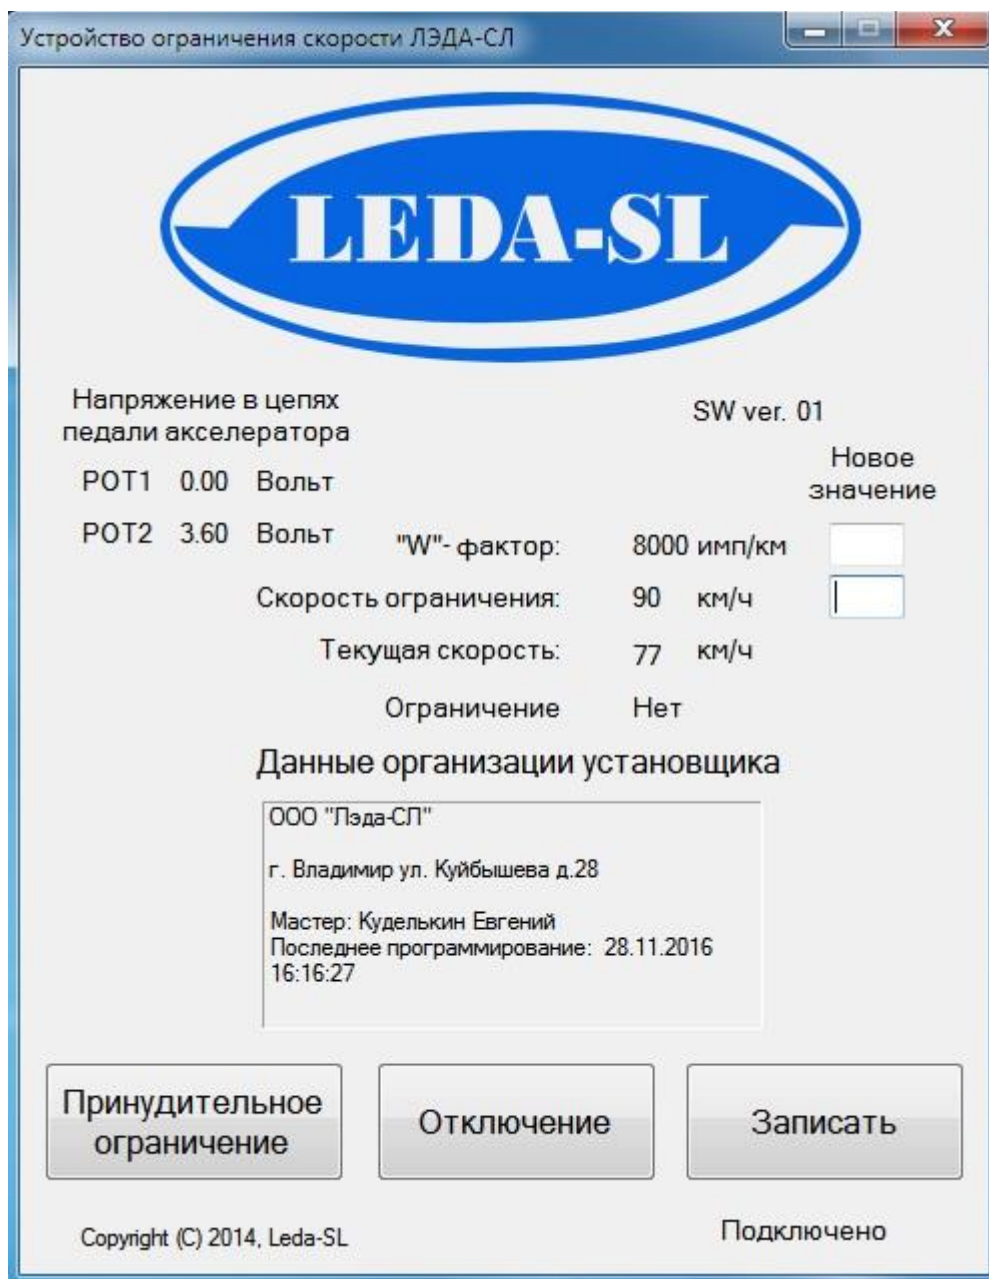 Устройство ограничения скорости ЛЭДА-СЛ
LEDA-SL
Напряжение в цепях
педали акселератора
SW ver. 01
Новое
значение
POT1 0.00 Вольт
POT2 3.60 Вольт
"W"- фактор: 8000 имп/км
Скорость ограничения: 90 км/ч
Текущая скорость: 77 км/ч
Ограничение Нет
Данные организации установщика
ООО "Лэда-СЛ"
г. Владимир ул. Куйбышева д.28
Мастер: Куделькин Евгений
Последнее программирование: 28.11.2016
16:16:27
Принудительное
ограничение
Отключение
Записать
Copyright (C) 2014, Leda-SL
Подключено